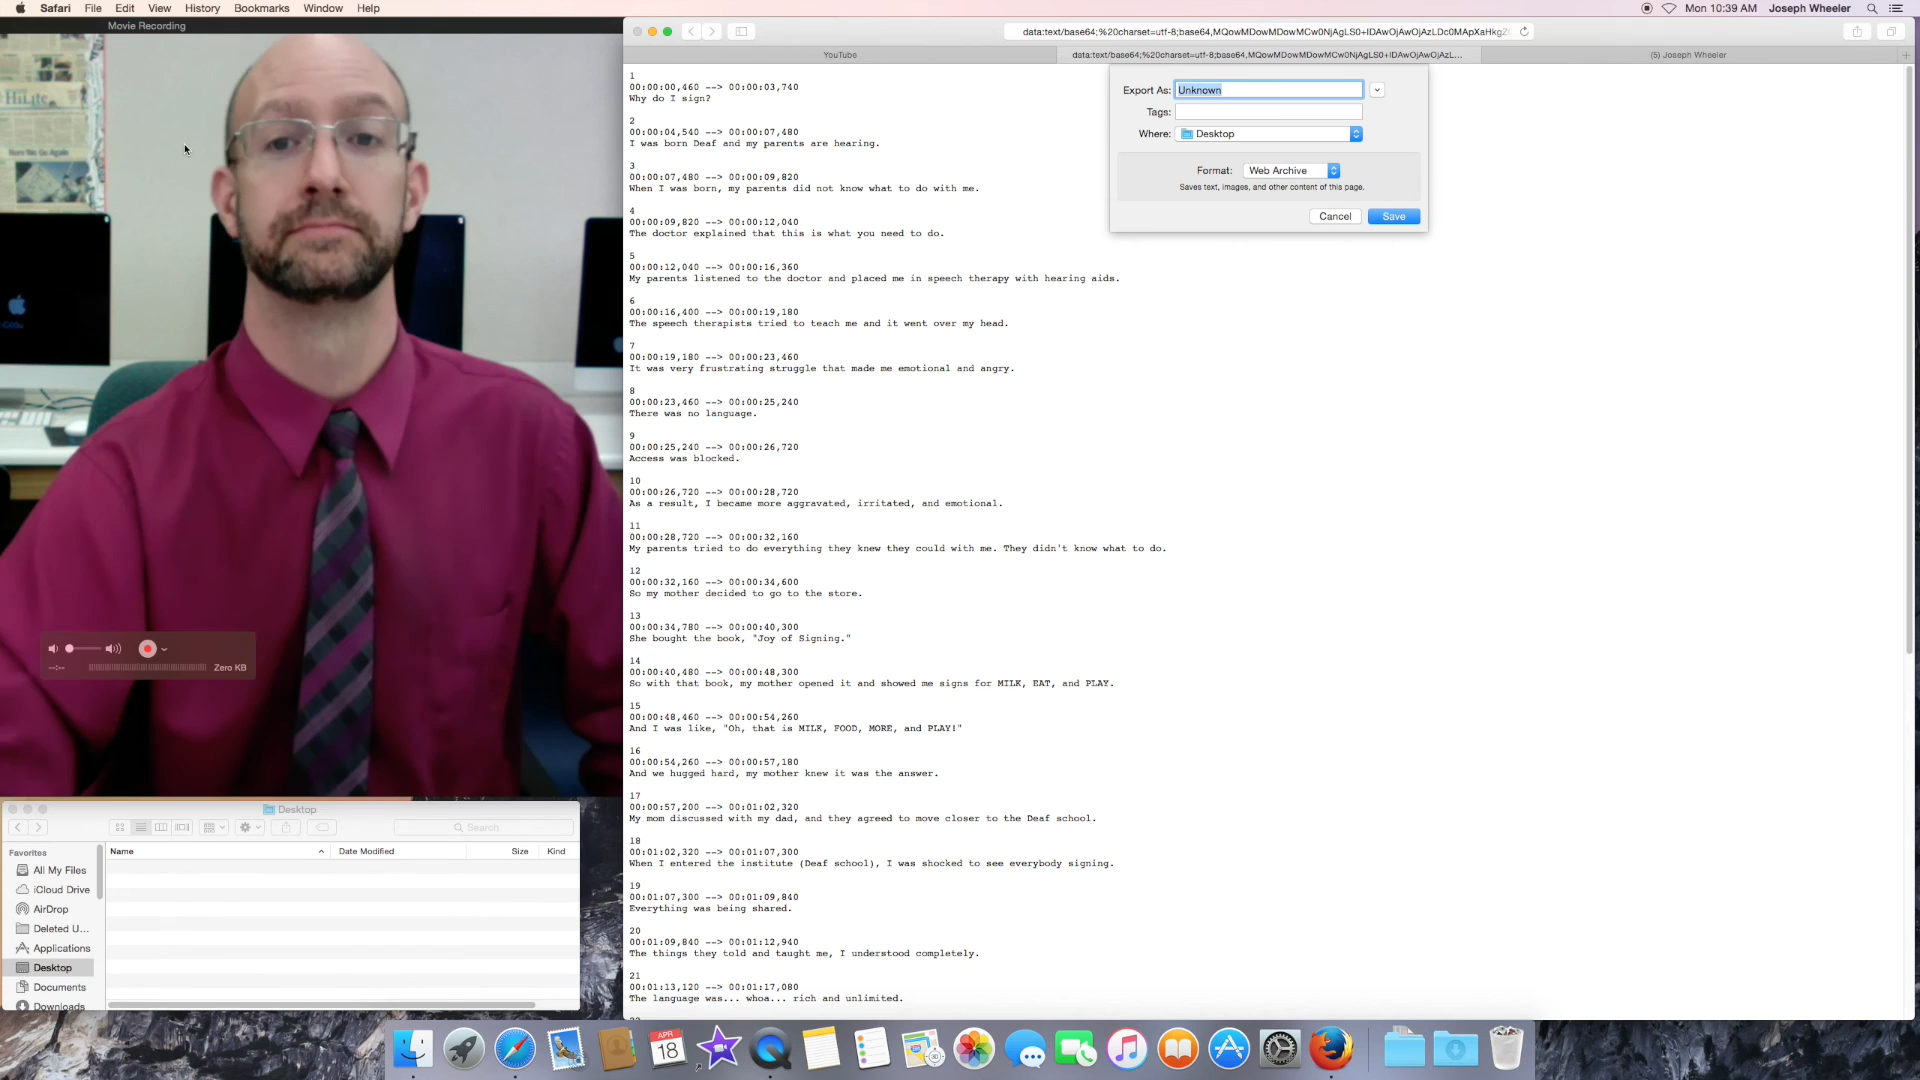 Safari File Edit View History Bookmarks Window Help
Mon 10:39 AM Joseph Wheeler
Movie Recording
data:text/base64;%20charset=utf-8;base64,MQowMDowMDowMCw0NjAgLS0+IDAwOjAwOjAzLDc0MApXaHkgZ
YouTube
data:text/base64;%20charset=utf-8;base64,MQowMDowMDowMCw0NjAgLS0+IDAwOjAwOjAzL...
(5) Joseph Wheeler
HiLite
Here We Go Again
Export As: Unknown
Tags:
Where: Desktop
Format: Web Archive
Saves text, images, and other content of this page.
Cancel Save
1
00:00:00,460 --> 00:00:03,740
Why do I sign?
2
00:00:04,540 --> 00:00:07,480
I was born Deaf and my parents are hearing.
3
00:00:07,480 --> 00:00:09,820
When I was born, my parents did not know what to do with me.
4
00:00:09,820 --> 00:00:12,040
The doctor explained that this is what you need to do.
5
00:00:12,040 --> 00:00:16,360
My parents listened to the doctor and placed me in speech therapy with hearing aids.
6
00:00:16,400 --> 00:00:19,180
The speech therapists tried to teach me and it went over my head.
7
00:00:19,180 --> 00:00:23,460
It was very frustrating struggle that made me emotional and angry.
8
00:00:23,460 --> 00:00:25,240
There was no language.
9
00:00:25,240 --> 00:00:26,720
Access was blocked.
10
00:00:26,720 --> 00:00:28,720
As a result, I became more aggravated, irritated, and emotional.
11
00:00:28,720 --> 00:00:32,160
My parents tried to do everything they knew they could with me. They didn't know what to do.
12
00:00:32,160 --> 00:00:34,600
So my mother decided to go to the store.
13
00:00:34,780 --> 00:00:40,300
She bought the book, "Joy of Signing."
14
00:00:40,480 --> 00:00:48,300
So with that book, my mother opened it and showed me signs for MILK, EAT, and PLAY.
15
00:00:48,460 --> 00:00:54,260
And I was like, "Oh, that is MILK, FOOD, MORE, and PLAY!"
16
00:00:54,260 --> 00:00:57,180
And we hugged hard, my mother knew it was the answer.
17
00:00:57,200 --> 00:01:02,320
My mom discussed with my dad, and they agreed to move closer to the Deaf school.
18
00:01:02,320 --> 00:01:07,300
When I entered the institute (Deaf school), I was shocked to see everybody signing.
19
00:01:07,300 --> 00:01:09,840
Everything was being shared.
20
00:01:09,840 --> 00:01:12,940
The things they told and taught me, I understood completely.
21
00:01:13,120 --> 00:01:17,080
The language was... whoa... rich and unlimited.
--:-- Zero KB
Desktop
Search
Favorites
All My Files
iCloud Drive
AirDrop
Deleted U...
Applications
Desktop
Documents
Downloads
Name Date Modified Size Kind
APR
18